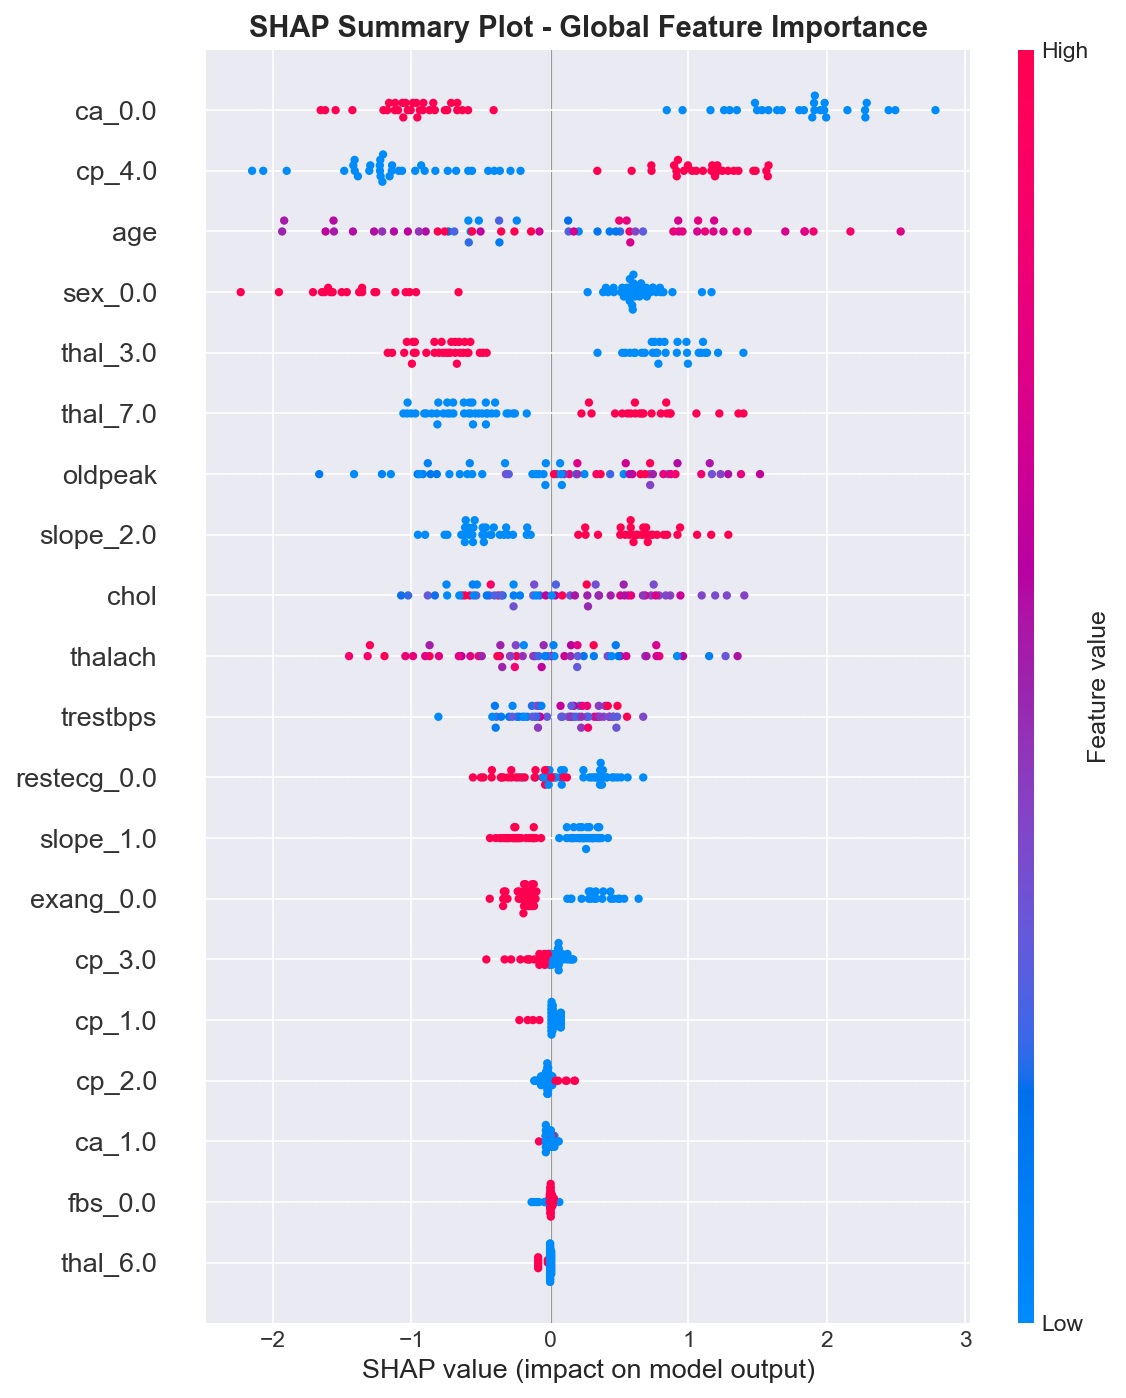 SHAP Summary Plot - Global Feature Importance
High
ca_0.0
cp_4.0
age
sex_0.0
thal_3.0
thal_7.0
oldpeak
slope_2.0
chol
thalach
trestbps
restecg_0.0
slope_1.0
exang_0.0
cp_3.0
cp_1.0
cp_2.0
ca_1.0
fbs_0.0
thal_6.0
Feature value
Low
−2 −1 0 1 2 3
SHAP value (impact on model output)